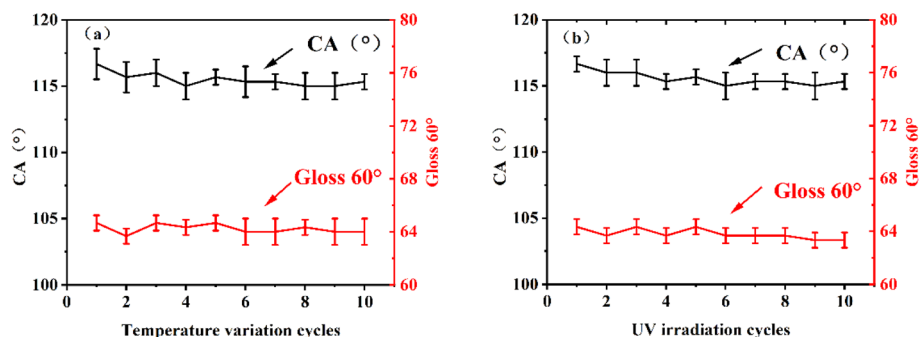 (a)
CA (°)
Gloss 60°
120
115
110
105
100
CA (°)
80
76
72
68
64
60
Gloss 60°
0 2 4 6 8 10
Temperature variation cycles
(b)
CA (°)
Gloss 60°
120
115
110
105
100
CA (°)
80
76
72
68
64
60
Gloss 60°
0 2 4 6 8 10
UV irradiation cycles